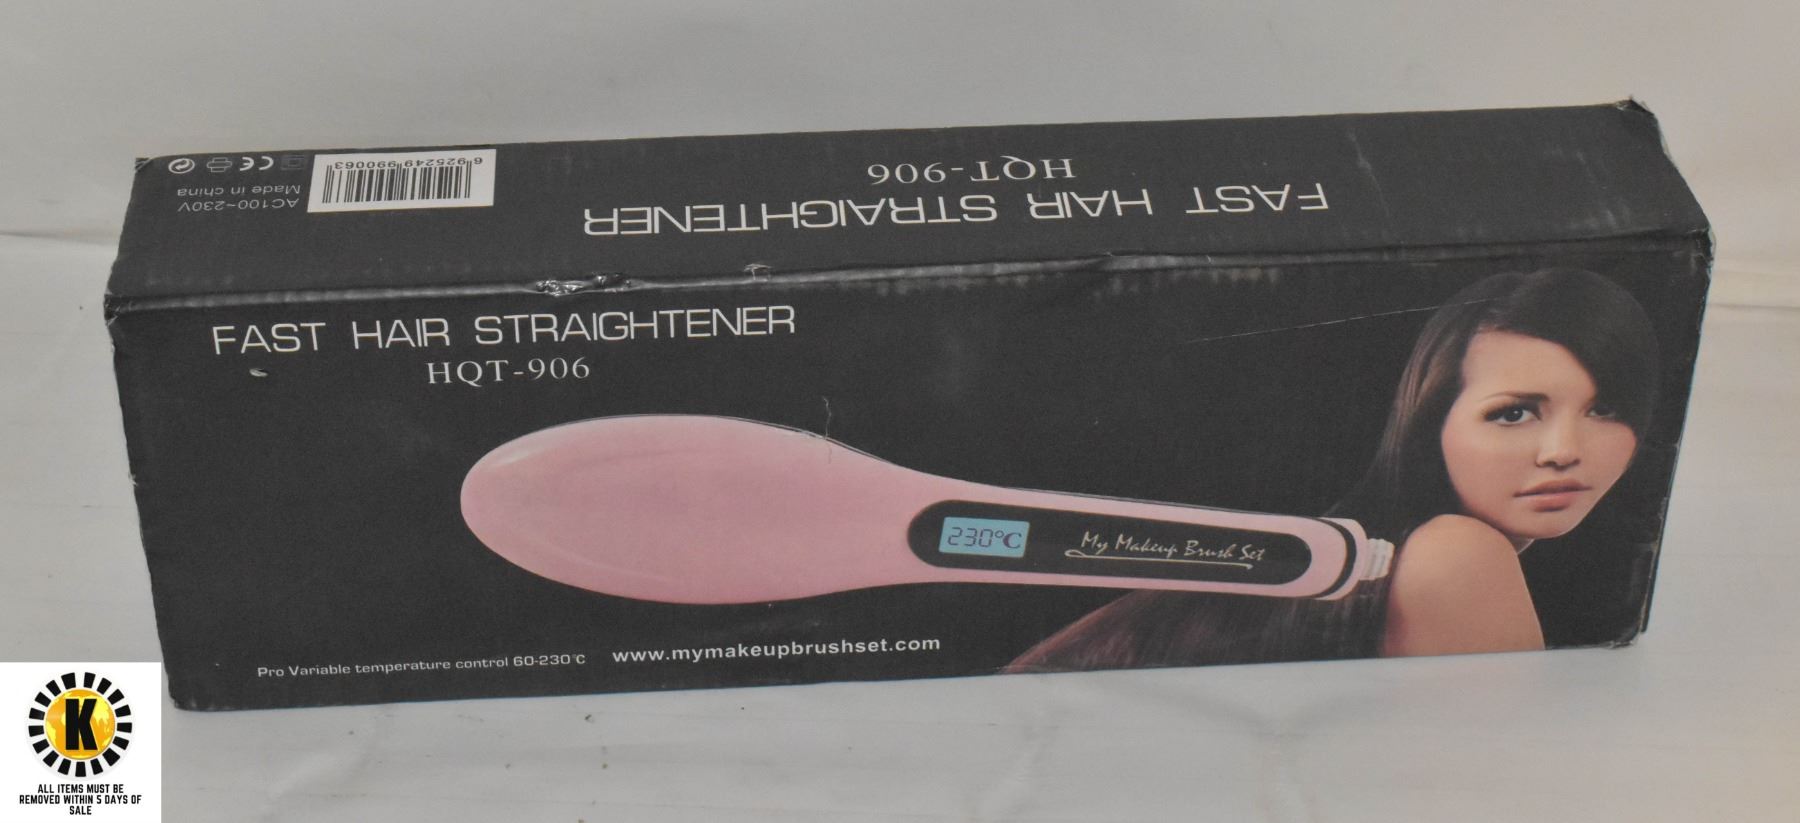 FAST HAIR STRAIGHTENER
HQT-906
6925249990063
AC100~230V
Made in china
CE
FAST HAIR STRAIGHTENER
HQT-906
230°C
My Makeup Brush Set
Pro Variable temperature control 60-230℃
www.mymakeupbrushset.com
K
ALL ITEMS MUST BE
REMOVED WITHIN 5 DAYS OF
SALE